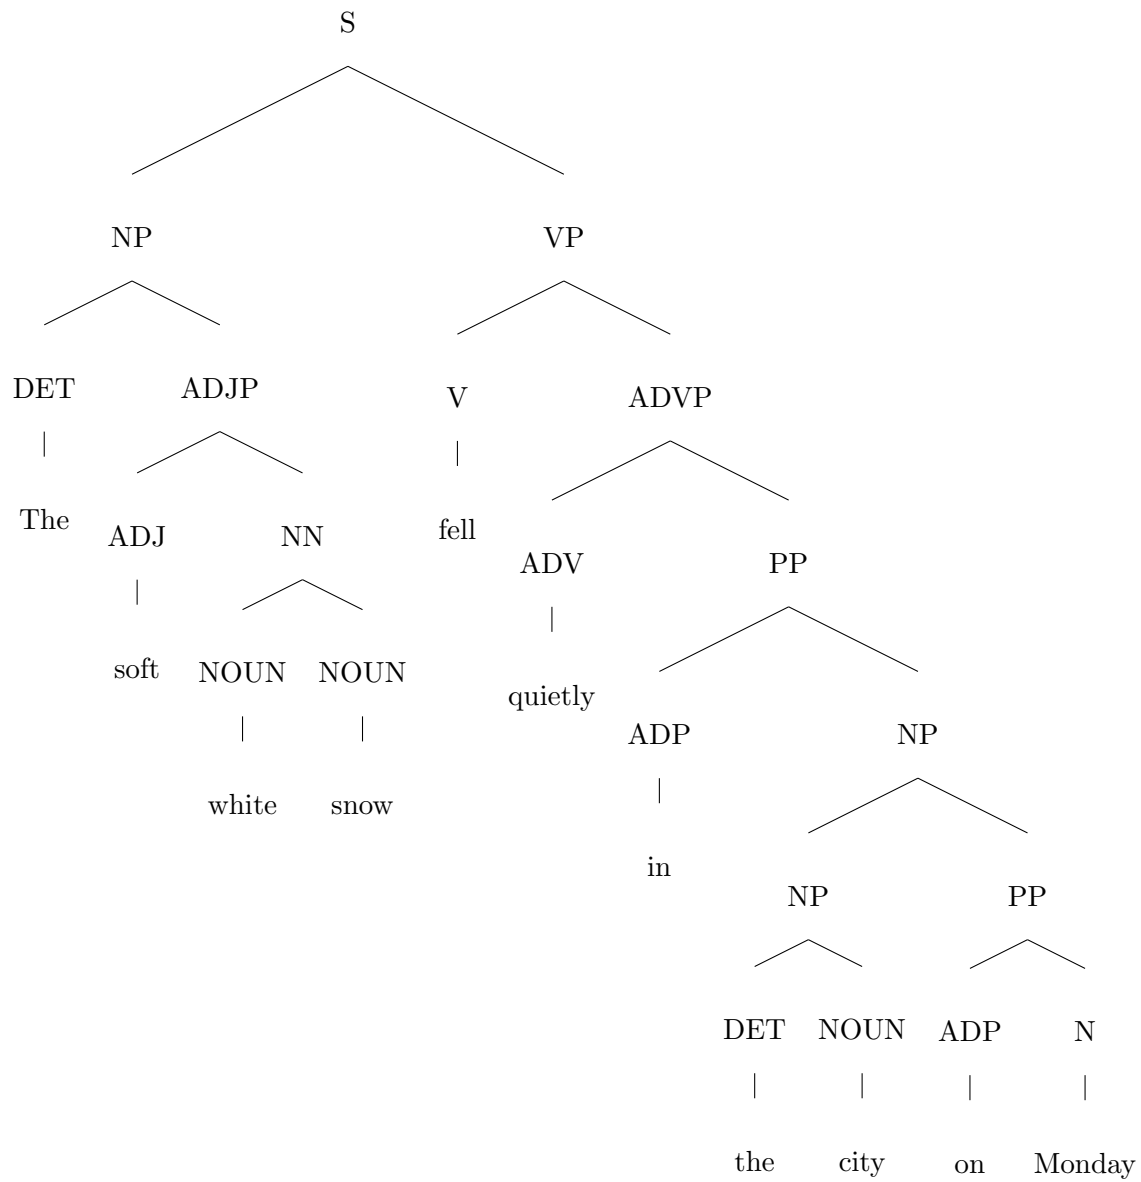 S
NP VP
DET ADJP V ADVP
The ADJ NN fell ADV PP
soft NOUN NOUN quietly ADP NP
white snow in NP PP
DET NOUN ADP N
the city on Monday